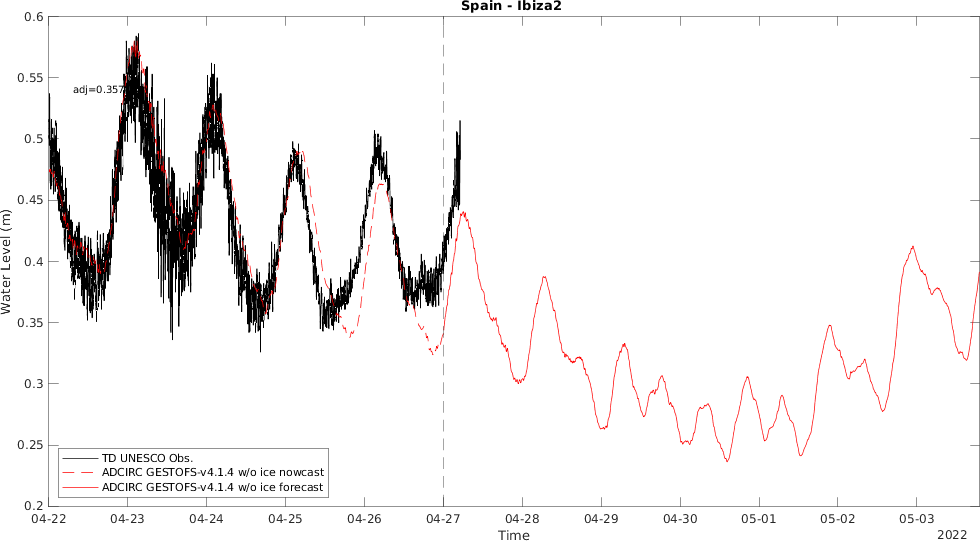 Spain - Ibiza2
0.6
0.55
0.5
0.45
0.4
0.35
0.3
0.25
0.2
Water Level (m)
adj=0.357
TD UNESCO Obs.
ADCIRC GESTOFS-v4.1.4 w/o ice nowcast
ADCIRC GESTOFS-v4.1.4 w/o ice forecast
04-22 04-23 04-24 04-25 04-26 04-27 04-28 04-29 04-30 05-01 05-02 05-03
Time
2022